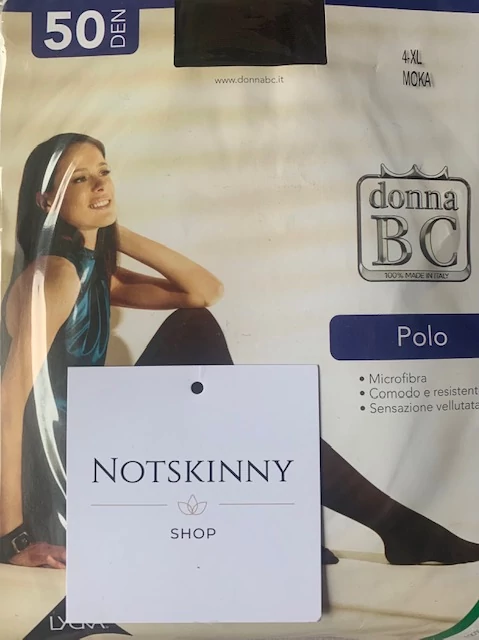 50 DEN
www.donnabc.it
4-XL
MOKA
donna
BC
100% MADE IN ITALY
Polo
• Microfibra
• Comodo e resistent
• Sensazione vellutata
NOTSKINNY
SHOP
LYCRA